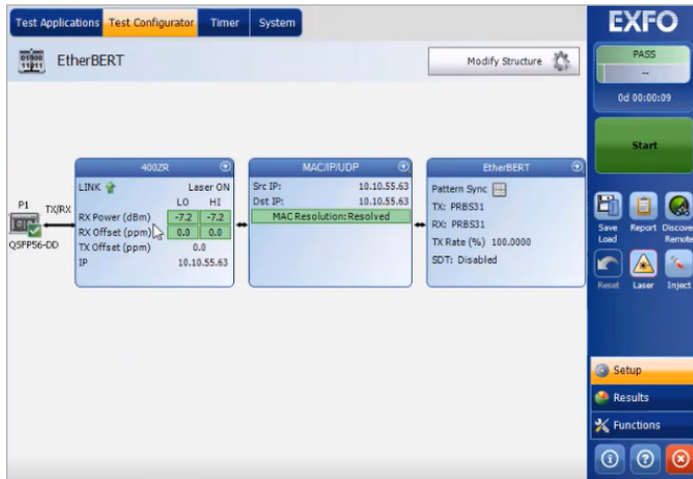 Test Applications Test Configurator Timer System
EXFO
01000
11011
EtherBERT
Modify Structure
PASS
--
0d 00:00:09
Start
400ZR
MAC/IP/UDP
EtherBERT
P1
TX/RX
QSFP56-DD
LINK Laser ON
LO HI
RX Power (dBm) -7.2 -7.2
RX Offset (ppm) 0.0 0.0
TX Offset (ppm) 0.0
IP 10.10.55.63
Src IP: 10.10.55.63
Dst IP: 10.10.55.63
MAC Resolution: Resolved
Pattern Sync
TX: PRBS31
RX: PRBS31
TX Rate (%) 100.0000
SDT: Disabled
Save Load
Report
Discover Remote
Reset
Laser
Inject
Setup
Results
Functions